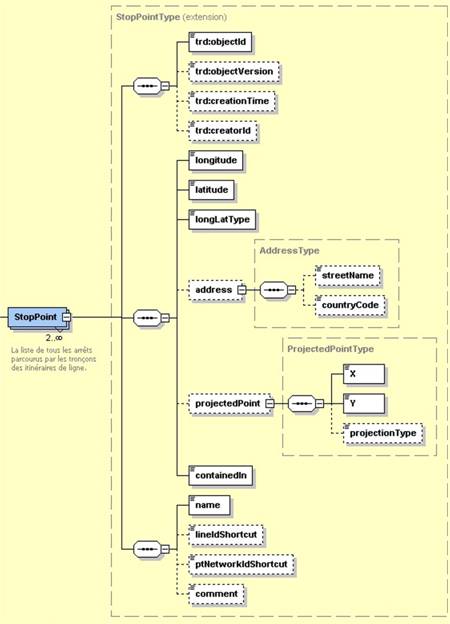 StopPointType (extension)
trd:objectId
trd:objectVersion
trd:creationTime
trd:creatorId
longitude
latitude
longLatType
AddressType
streetName
address
countryCode
StopPoint
2..∞
La liste de tous les arrêts
parcourus par les tronçons
des itinéraires de ligne.
ProjectedPointType
X
projectedPoint
Y
projectionType
containedIn
name
lineIdShortcut
ptNetworkIdShortcut
comment